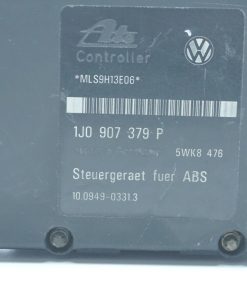 Ate
Controller
*MLS9H13E06*
1J0 907 379 P
5WK8 476
Steuergeraet fuer ABS
10.0949-0331.3